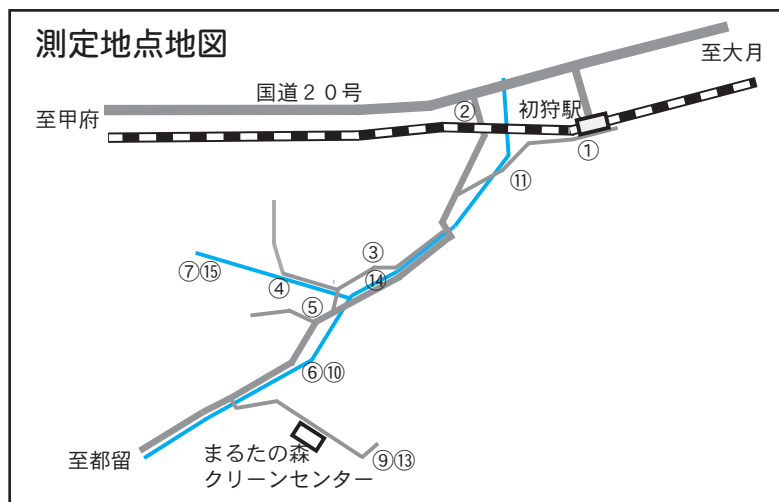 測定地点地図
至大月
国道２０号
②
初狩駅
至甲府
①
⑪
③
⑦⑮
④
⑭
⑤
⑥⑩
至都留
まるたの森
クリーンセンター
⑨⑬